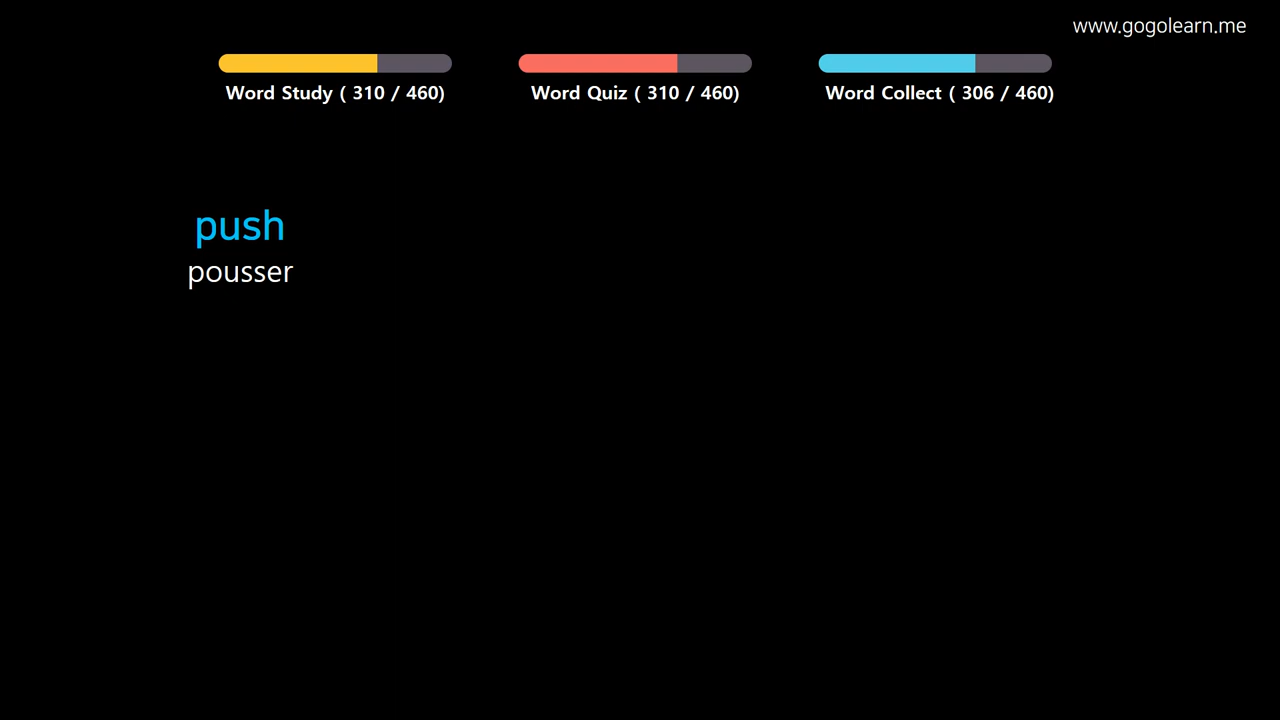 www.gogolearn.me
Word Study ( 310 / 460)
Word Quiz ( 310 / 460)
Word Collect ( 306 / 460)
push
pousser